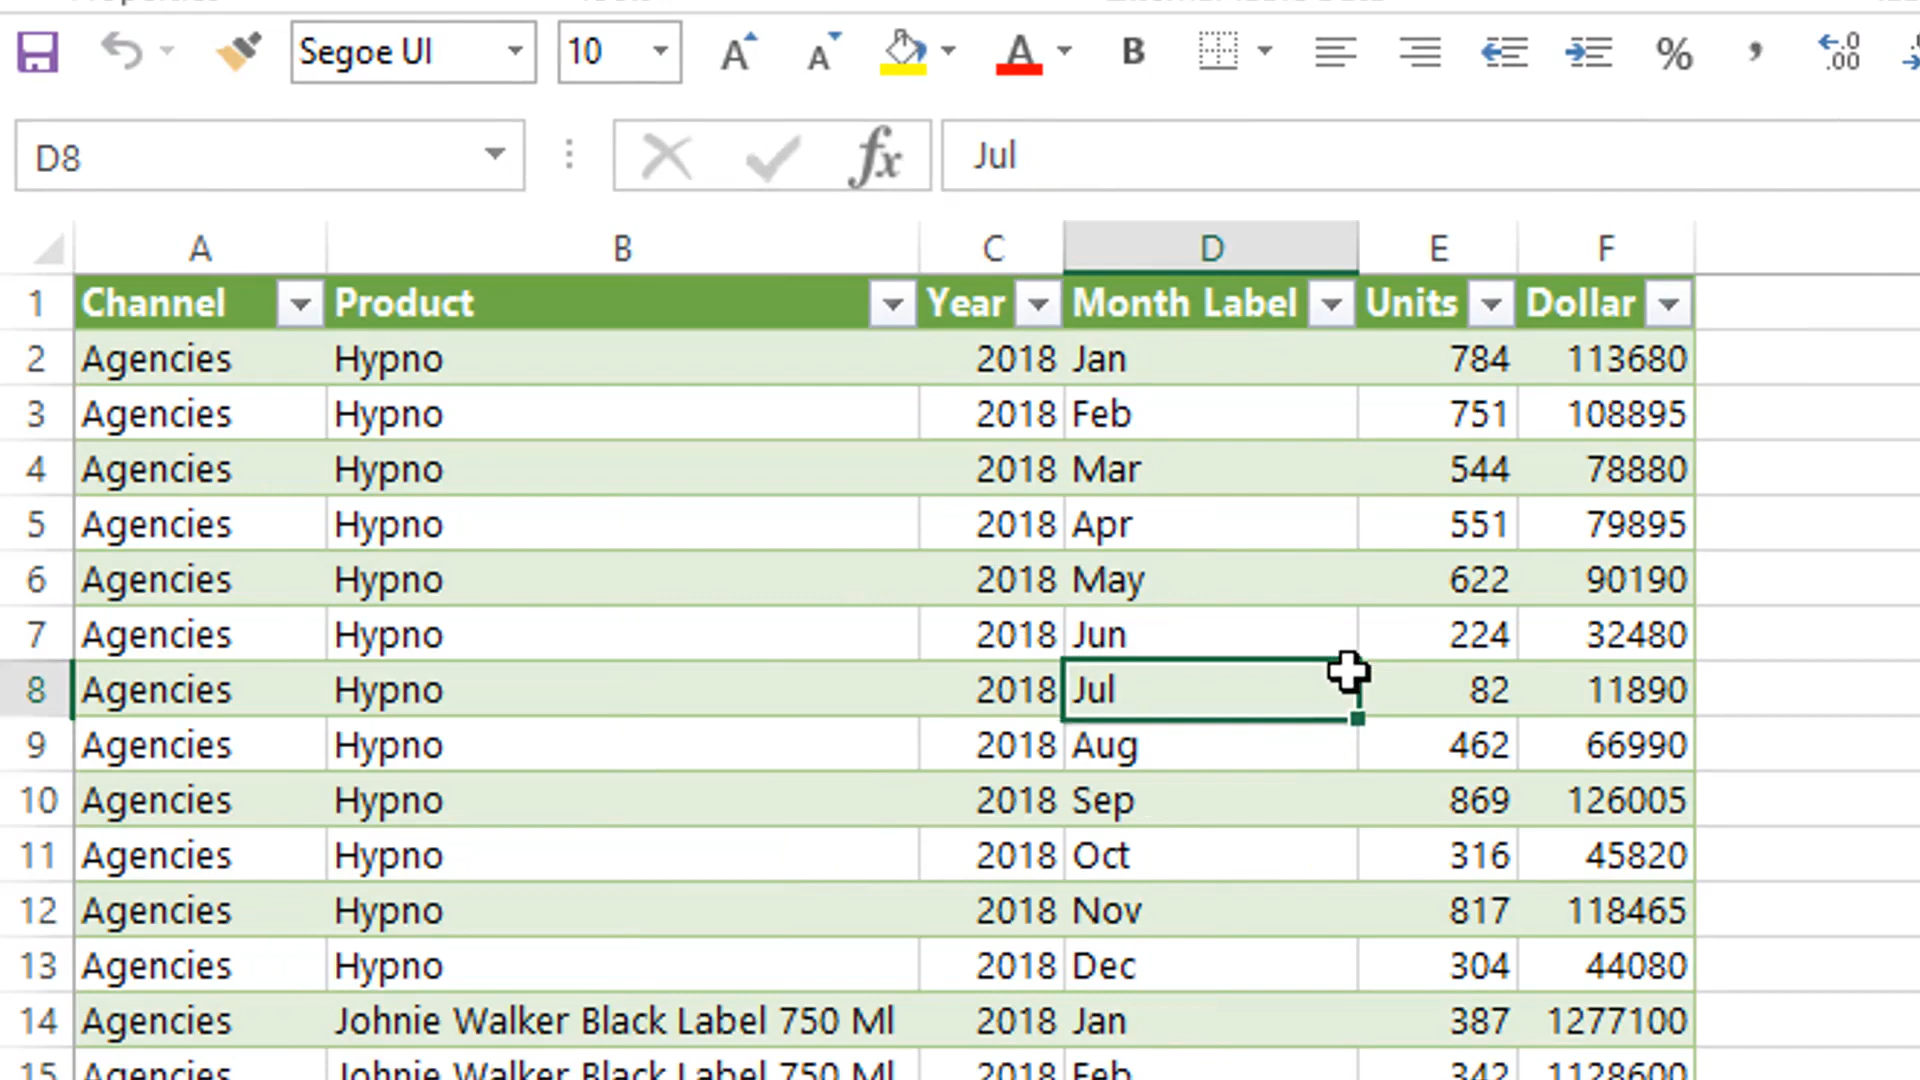 Segoe UI 10 A A A B % , .00
D8 fx Jul
A B C D E F
1 Channel Product Year Month Label Units Dollar
2 Agencies Hypno 2018 Jan 784 113680
3 Agencies Hypno 2018 Feb 751 108895
4 Agencies Hypno 2018 Mar 544 78880
5 Agencies Hypno 2018 Apr 551 79895
6 Agencies Hypno 2018 May 622 90190
7 Agencies Hypno 2018 Jun 224 32480
8 Agencies Hypno 2018 Jul 82 11890
9 Agencies Hypno 2018 Aug 462 66990
10 Agencies Hypno 2018 Sep 869 126005
11 Agencies Hypno 2018 Oct 316 45820
12 Agencies Hypno 2018 Nov 817 118465
13 Agencies Hypno 2018 Dec 304 44080
14 Agencies Johnie Walker Black Label 750 Ml 2018 Jan 387 1277100
15 Agencies Johnie Walker Black Label 750 Ml 2018 Feb 342 1128600